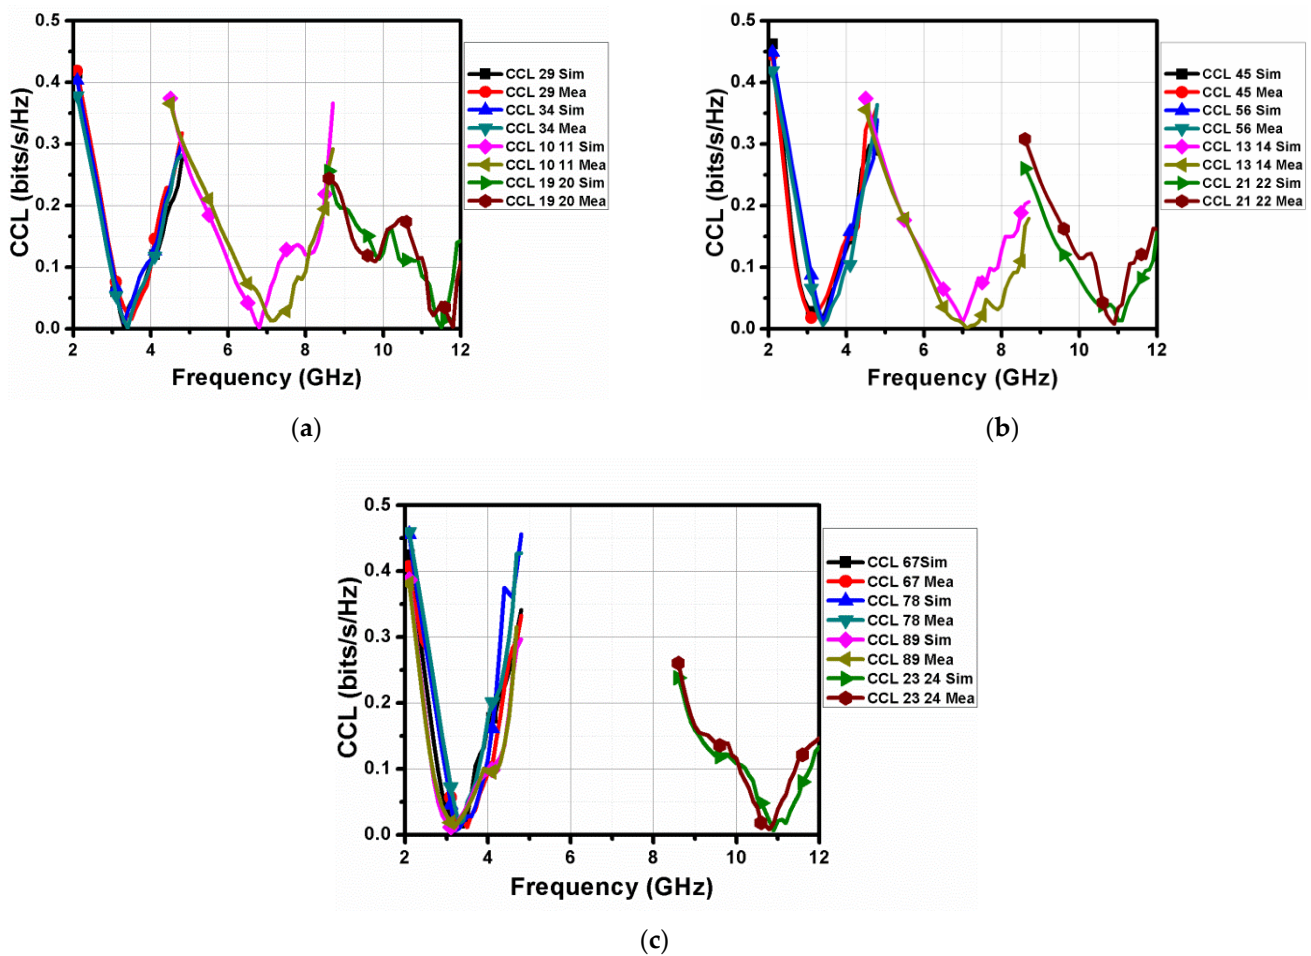 0.5
0.4
0.3
0.2
0.1
0.0
CCL (bits/s/Hz)
2 4 6 8 10 12
Frequency (GHz)
CCL 29 Sim
CCL 29 Mea
CCL 34 Sim
CCL 34 Mea
CCL 10 11 Sim
CCL 10 11 Mea
CCL 19 20 Sim
CCL 19 20 Mea
(a)
0.5
0.4
0.3
0.2
0.1
0.0
CCL (bits/s/Hz)
2 4 6 8 10 12
Frequency (GHz)
CCL 45 Sim
CCL 45 Mea
CCL 56 Sim
CCL 56 Mea
CCL 13 14 Sim
CCL 13 14 Mea
CCL 21 22 Sim
CCL 21 22 Mea
(b)
0.5
0.4
0.3
0.2
0.1
0.0
CCL (bits/s/Hz)
2 4 6 8 10 12
Frequency (GHz)
CCL 67Sim
CCL 67 Mea
CCL 78 Sim
CCL 78 Mea
CCL 89 Sim
CCL 89 Mea
CCL 23 24 Sim
CCL 23 24 Mea
(c)